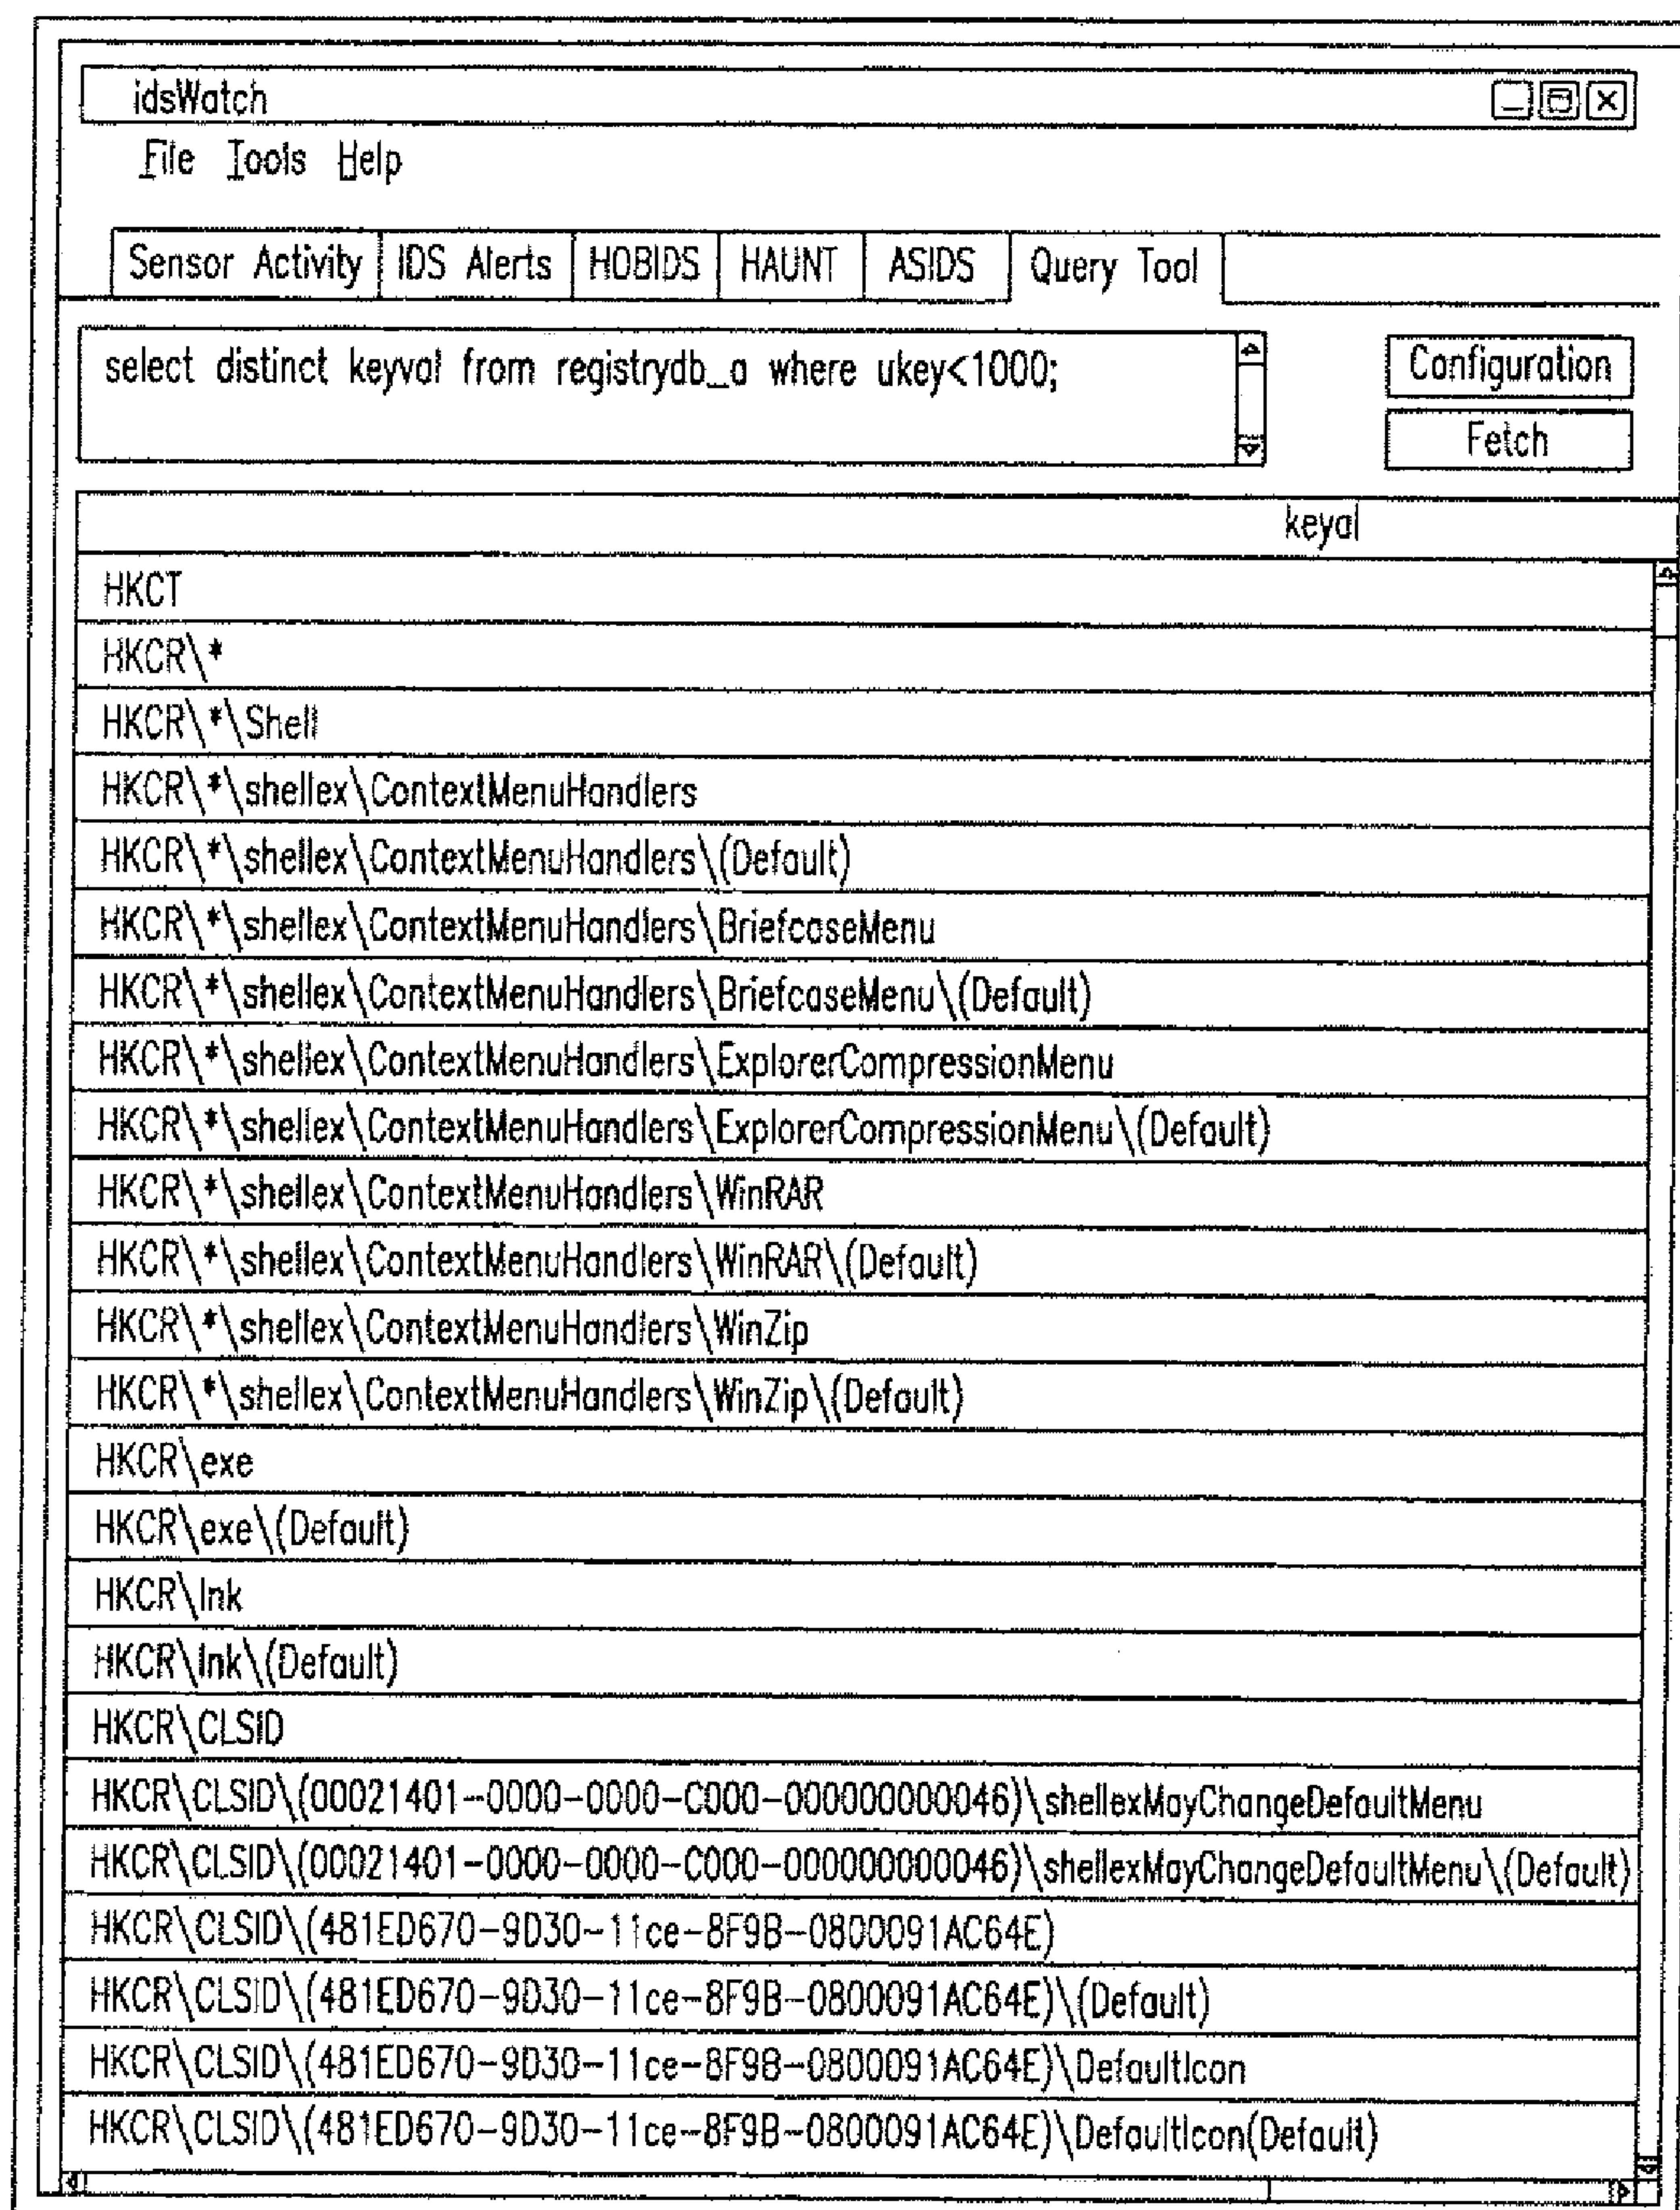 idsWatch
File Tools Help
Sensor Activity IDS Alerts HOBIDS HAUNT ASIDS Query Tool
select distinct keyval from registrydb_a where ukey<1000;
Configuration
Fetch
keyal
HKCT
HKCR\*
HKCR\*\Shell
HKCR\*\shellex\ContextMenuHandlers
HKCR\*\shellex\ContextMenuHandlers\(Default)
HKCR\*\shellex\ContextMenuHandlers\BriefcaseMenu
HKCR\*\shellex\ContextMenuHandlers\BriefcaseMenu\(Default)
HKCR\*\shellex\ContextMenuHandlers\ExplorerCompressionMenu
HKCR\*\shellex\ContextMenuHandlers\ExplorerCompressionMenu\(Default)
HKCR\*\shellex\ContextMenuHandlers\WinRAR
HKCR\*\shellex\ContextMenuHandlers\WinRAR\(Default)
HKCR\*\shellex\ContextMenuHandlers\WinZip
HKCR\*\shellex\ContextMenuHandlers\WinZip\(Default)
HKCR\exe
HKCR\exe\(Default)
HKCR\lnk
HKCR\lnk\(Default)
HKCR\CLSID
HKCR\CLSID\(00021401-0000-0000-C000-000000000046)\shellexMayChangeDefaultMenu
HKCR\CLSID\(00021401-0000-0000-C000-000000000046)\shellexMayChangeDefaultMenu\(Default)
HKCR\CLSID\(481ED670-9D30-11ce-8F9B-0800091AC64E)
HKCR\CLSID\(481ED670-9D30-11ce-8F9B-0800091AC64E)\(Default)
HKCR\CLSID\(481ED670-9D30-11ce-8F9B-0800091AC64E)\DefaultIcon
HKCR\CLSID\(481ED670-9D30-11ce-8F9B-0800091AC64E)\DefaultIcon(Default)